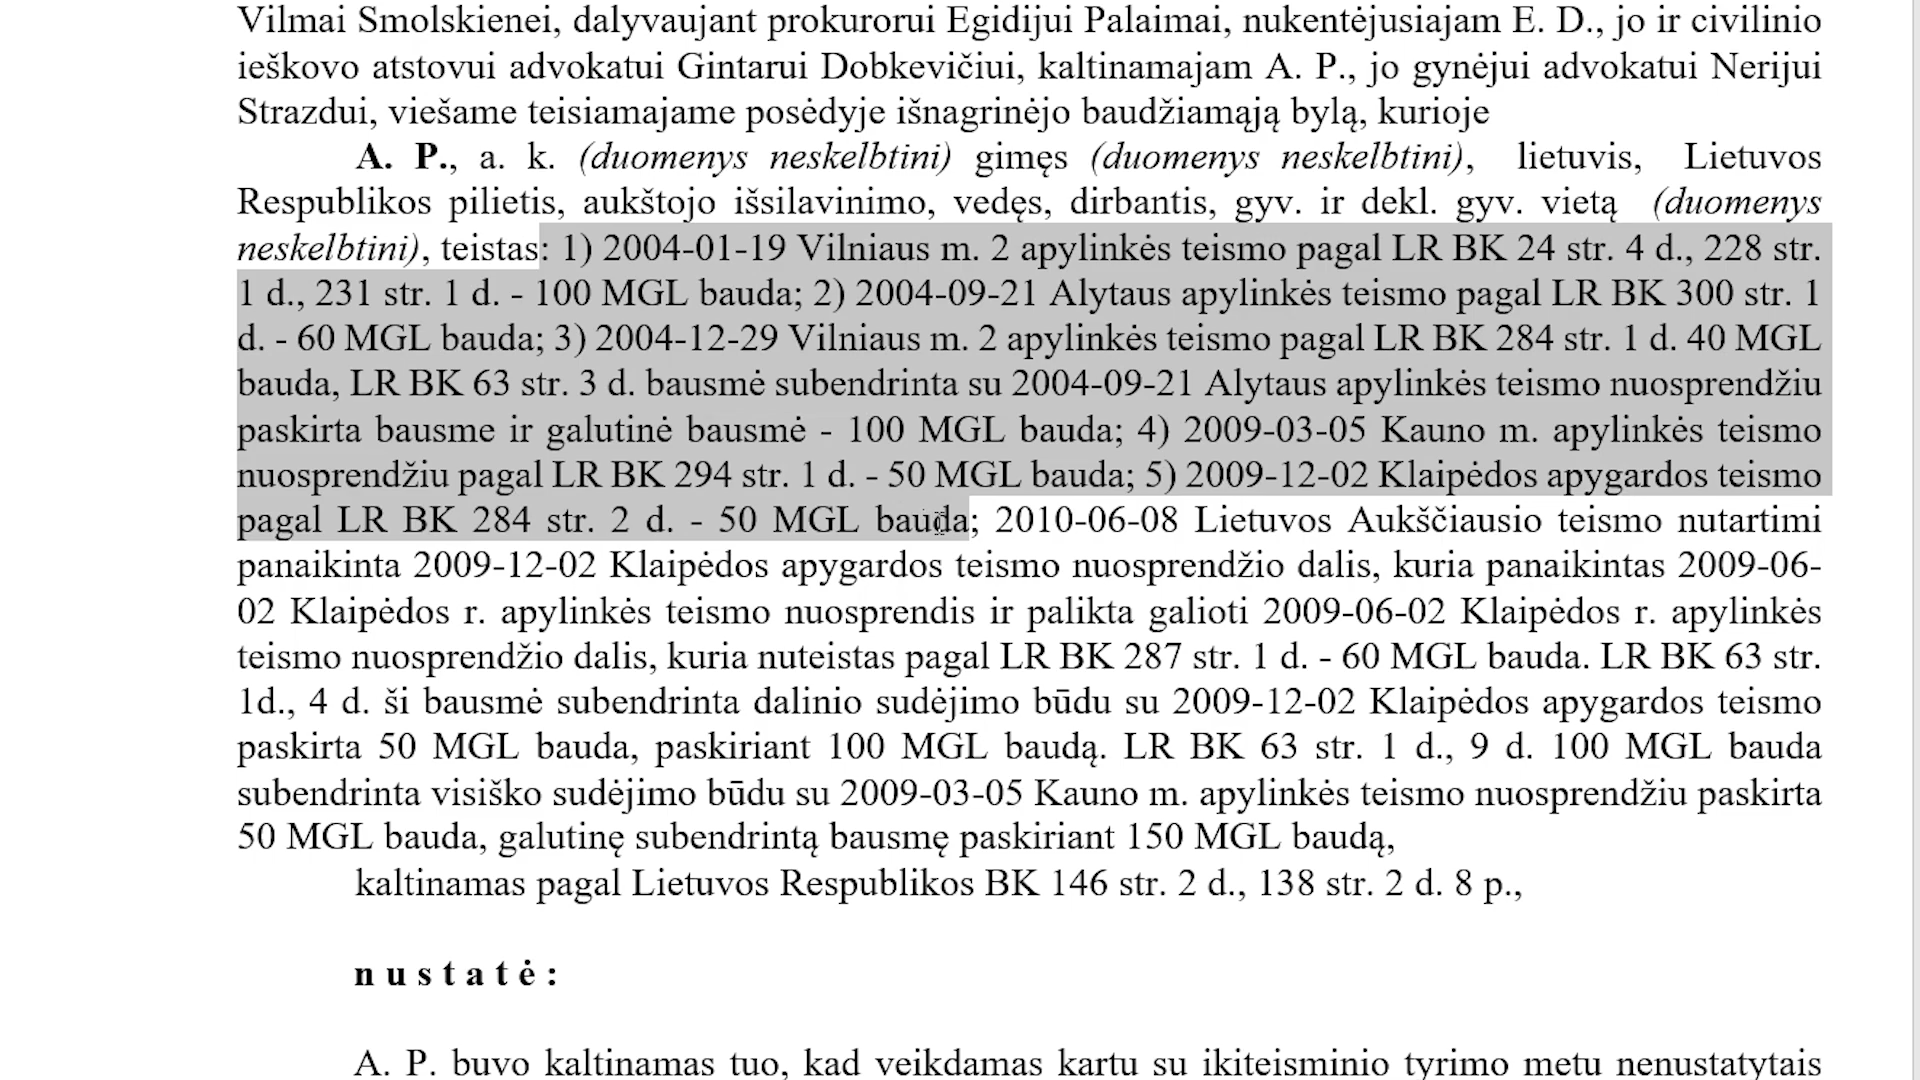 Vilmai Smolskienei, dalyvaujant prokurorui Egidijui Palaimai, nukentėjusiajam E. D., jo ir civilinio
ieškovo atstovui advokatui Gintarui Dobkevičiui, kaltinamajam A. P., jo gynėjui advokatui Nerijui
Strazdui, viešame teisiamajame posėdyje išnagrinėjo baudžiamąją bylą, kurioje
A. P., a. k. (duomenys neskelbtini) gimęs (duomenys neskelbtini), lietuvis, Lietuvos
Respublikos pilietis, aukštojo išsilavinimo, vedęs, dirbantis, gyv. ir dekl. gyv. vietą (duomenys
neskelbtini), teistas: 1) 2004-01-19 Vilniaus m. 2 apylinkės teismo pagal LR BK 24 str. 4 d., 228 str.
1 d., 231 str. 1 d. - 100 MGL bauda; 2) 2004-09-21 Alytaus apylinkės teismo pagal LR BK 300 str. 1
d. - 60 MGL bauda; 3) 2004-12-29 Vilniaus m. 2 apylinkės teismo pagal LR BK 284 str. 1 d. 40 MGL
bauda, LR BK 63 str. 3 d. bausmė subendrinta su 2004-09-21 Alytaus apylinkės teismo nuosprendžiu
paskirta bausme ir galutinė bausmė - 100 MGL bauda; 4) 2009-03-05 Kauno m. apylinkės teismo
nuosprendžiu pagal LR BK 294 str. 1 d. - 50 MGL bauda; 5) 2009-12-02 Klaipėdos apygardos teismo
pagal LR BK 284 str. 2 d. - 50 MGL bauda; 2010-06-08 Lietuvos Aukščiausio teismo nutartimi
panaikinta 2009-12-02 Klaipėdos apygardos teismo nuosprendžio dalis, kuria panaikintas 2009-06-
02 Klaipėdos r. apylinkės teismo nuosprendis ir palikta galioti 2009-06-02 Klaipėdos r. apylinkės
teismo nuosprendžio dalis, kuria nuteistas pagal LR BK 287 str. 1 d. - 60 MGL bauda. LR BK 63 str.
1d., 4 d. ši bausmė subendrinta dalinio sudėjimo būdu su 2009-12-02 Klaipėdos apygardos teismo
paskirta 50 MGL bauda, paskiriant 100 MGL baudą. LR BK 63 str. 1 d., 9 d. 100 MGL bauda
subendrinta visiško sudėjimo būdu su 2009-03-05 Kauno m. apylinkės teismo nuosprendžiu paskirta
50 MGL bauda, galutinę subendrintą bausmę paskiriant 150 MGL baudą,
kaltinamas pagal Lietuvos Respublikos BK 146 str. 2 d., 138 str. 2 d. 8 p.,
n u s t a t ė :
A. P. buvo kaltinamas tuo, kad veikdamas kartu su ikiteisminio tyrimo metu nenustatytais